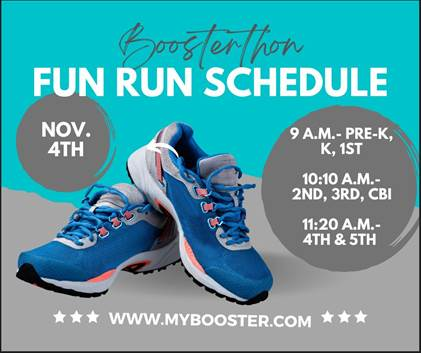 Boosterthon
FUN RUN SCHEDULE
NOV.
4TH
9 A.M.- PRE-K,
K, 1ST
10:10 A.M.-
2ND, 3RD, CBI
11:20 A.M.-
4TH & 5TH
WWW.MYBOOSTER.COM